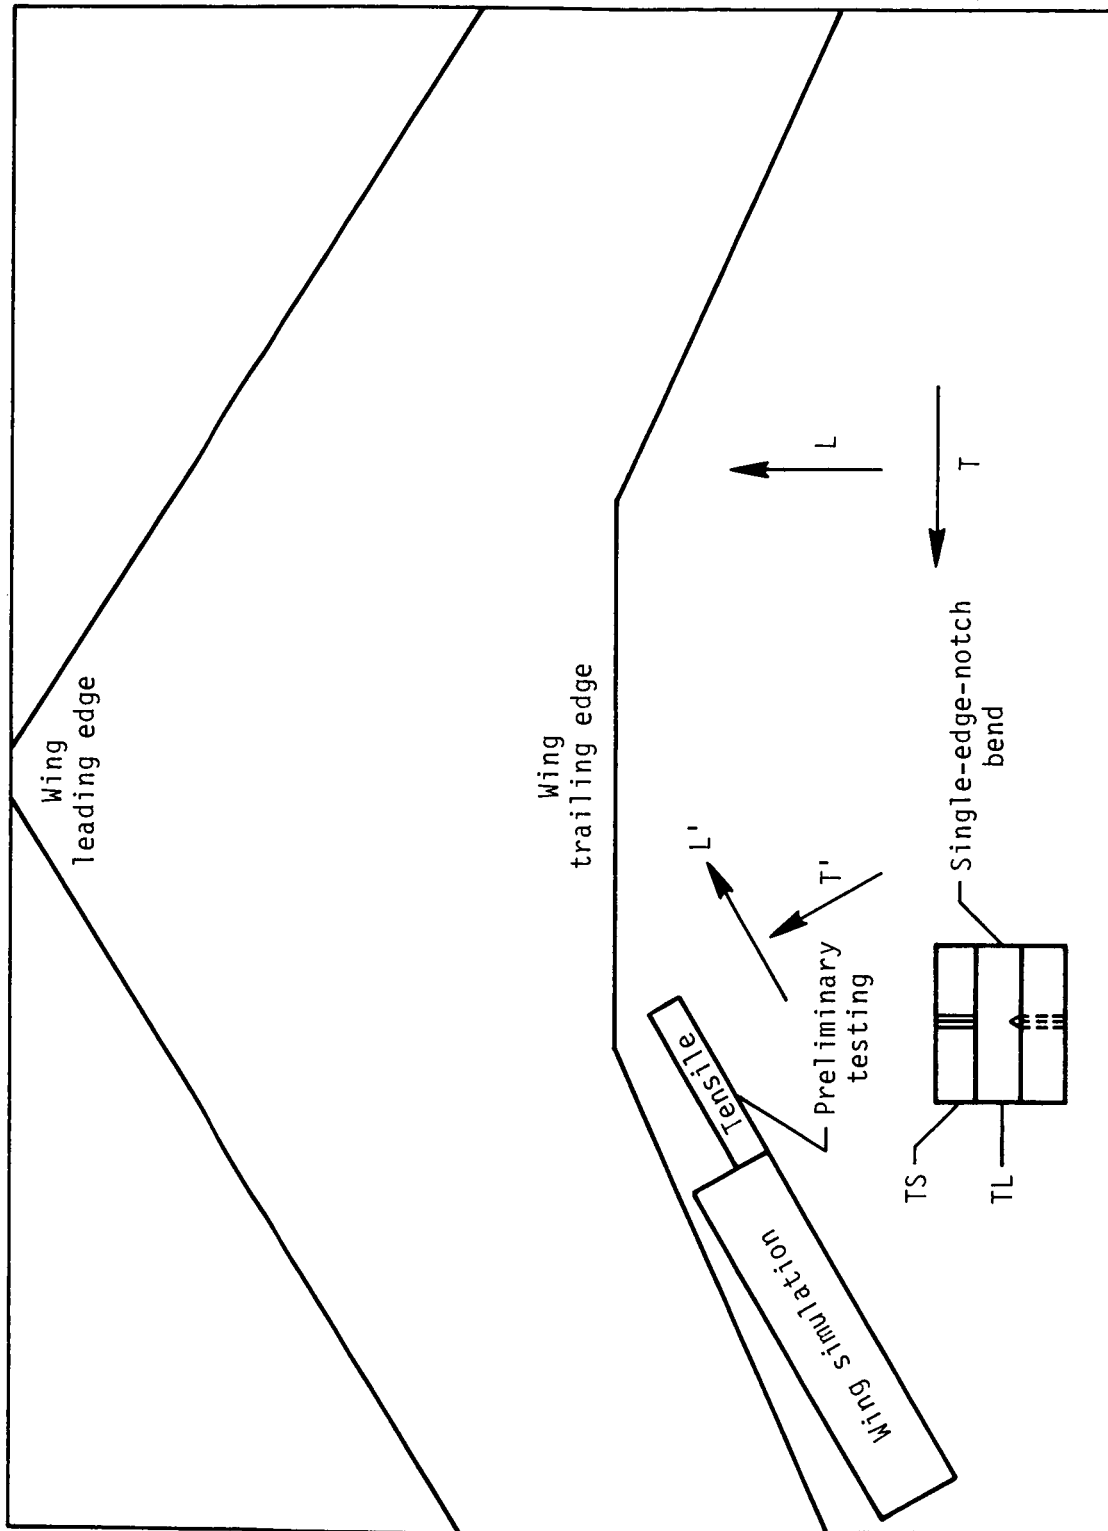 Wing
leading edge
Wing
trailing edge
L
T
L'
T'
Tensile
Preliminary
testing
Wing simulation
Single-edge-notch
bend
TS
TL